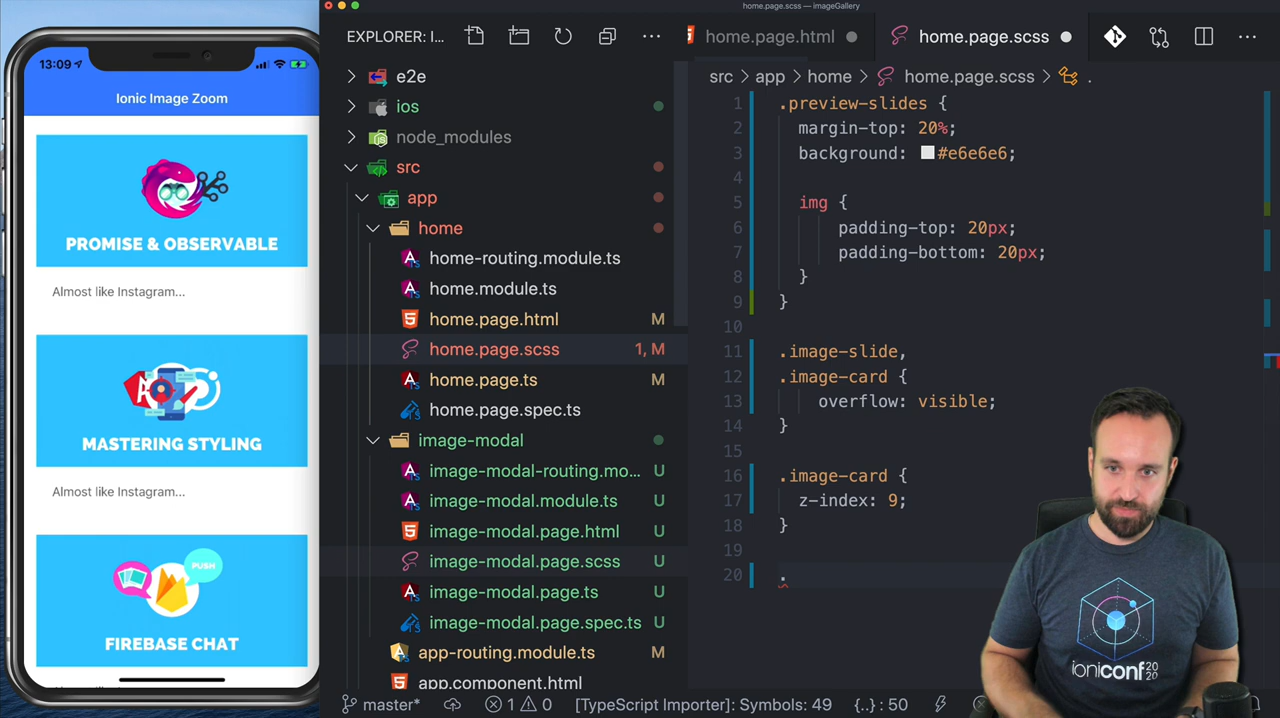 home.page.scss — imageGallery
13:09
Ionic Image Zoom
PROMISE & OBSERVABLE
Almost like Instagram...
MASTERING STYLING
Almost like Instagram...
PUSH
FIREBASE CHAT
EXPLORER: I...
e2e
ios
node_modules
src
app
home
home-routing.module.ts
home.module.ts
home.page.html M
home.page.scss 1, M
home.page.ts M
home.page.spec.ts
image-modal
image-modal-routing.mo... U
image-modal.module.ts U
image-modal.page.html U
image-modal.page.scss U
image-modal.page.ts U
image-modal.page.spec.ts U
app-routing.module.ts M
app.component.html
home.page.html
home.page.scss
src > app > home > home.page.scss > .
1 .preview-slides {
2 margin-top: 20%;
3 background: #e6e6e6;
4
5 img {
6 padding-top: 20px;
7 padding-bottom: 20px;
8 }
9 }
10
11 .image-slide,
12 .image-card {
13 overflow: visible;
14 }
15
16 .image-card {
17 z-index: 9;
18 }
19
20 .
ioniconf 2020
master* 1 0 [TypeScript Importer]: Symbols: 49 {..} : 50